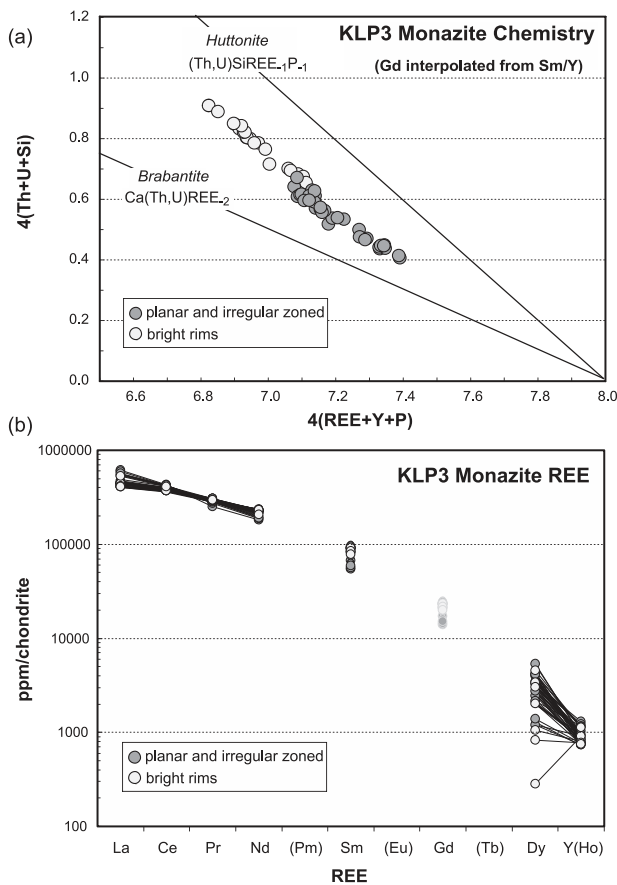 (a)
KLP3 Monazite Chemistry
(Gd interpolated from Sm/Y)
Huttonite
(Th,U)SiREE-1P-1
Brabantite
Ca(Th,U)REE-2
4(Th+U+Si)
1.2
1.0
0.8
0.6
0.4
0.2
0.0
planar and irregular zoned
bright rims
6.6 6.8 7.0 7.2 7.4 7.6 7.8 8.0
4(REE+Y+P)
(b)
KLP3 Monazite REE
ppm/chondrite
1000000
100000
10000
1000
100
planar and irregular zoned
bright rims
La Ce Pr Nd (Pm) Sm (Eu) Gd (Tb) Dy Y(Ho)
REE